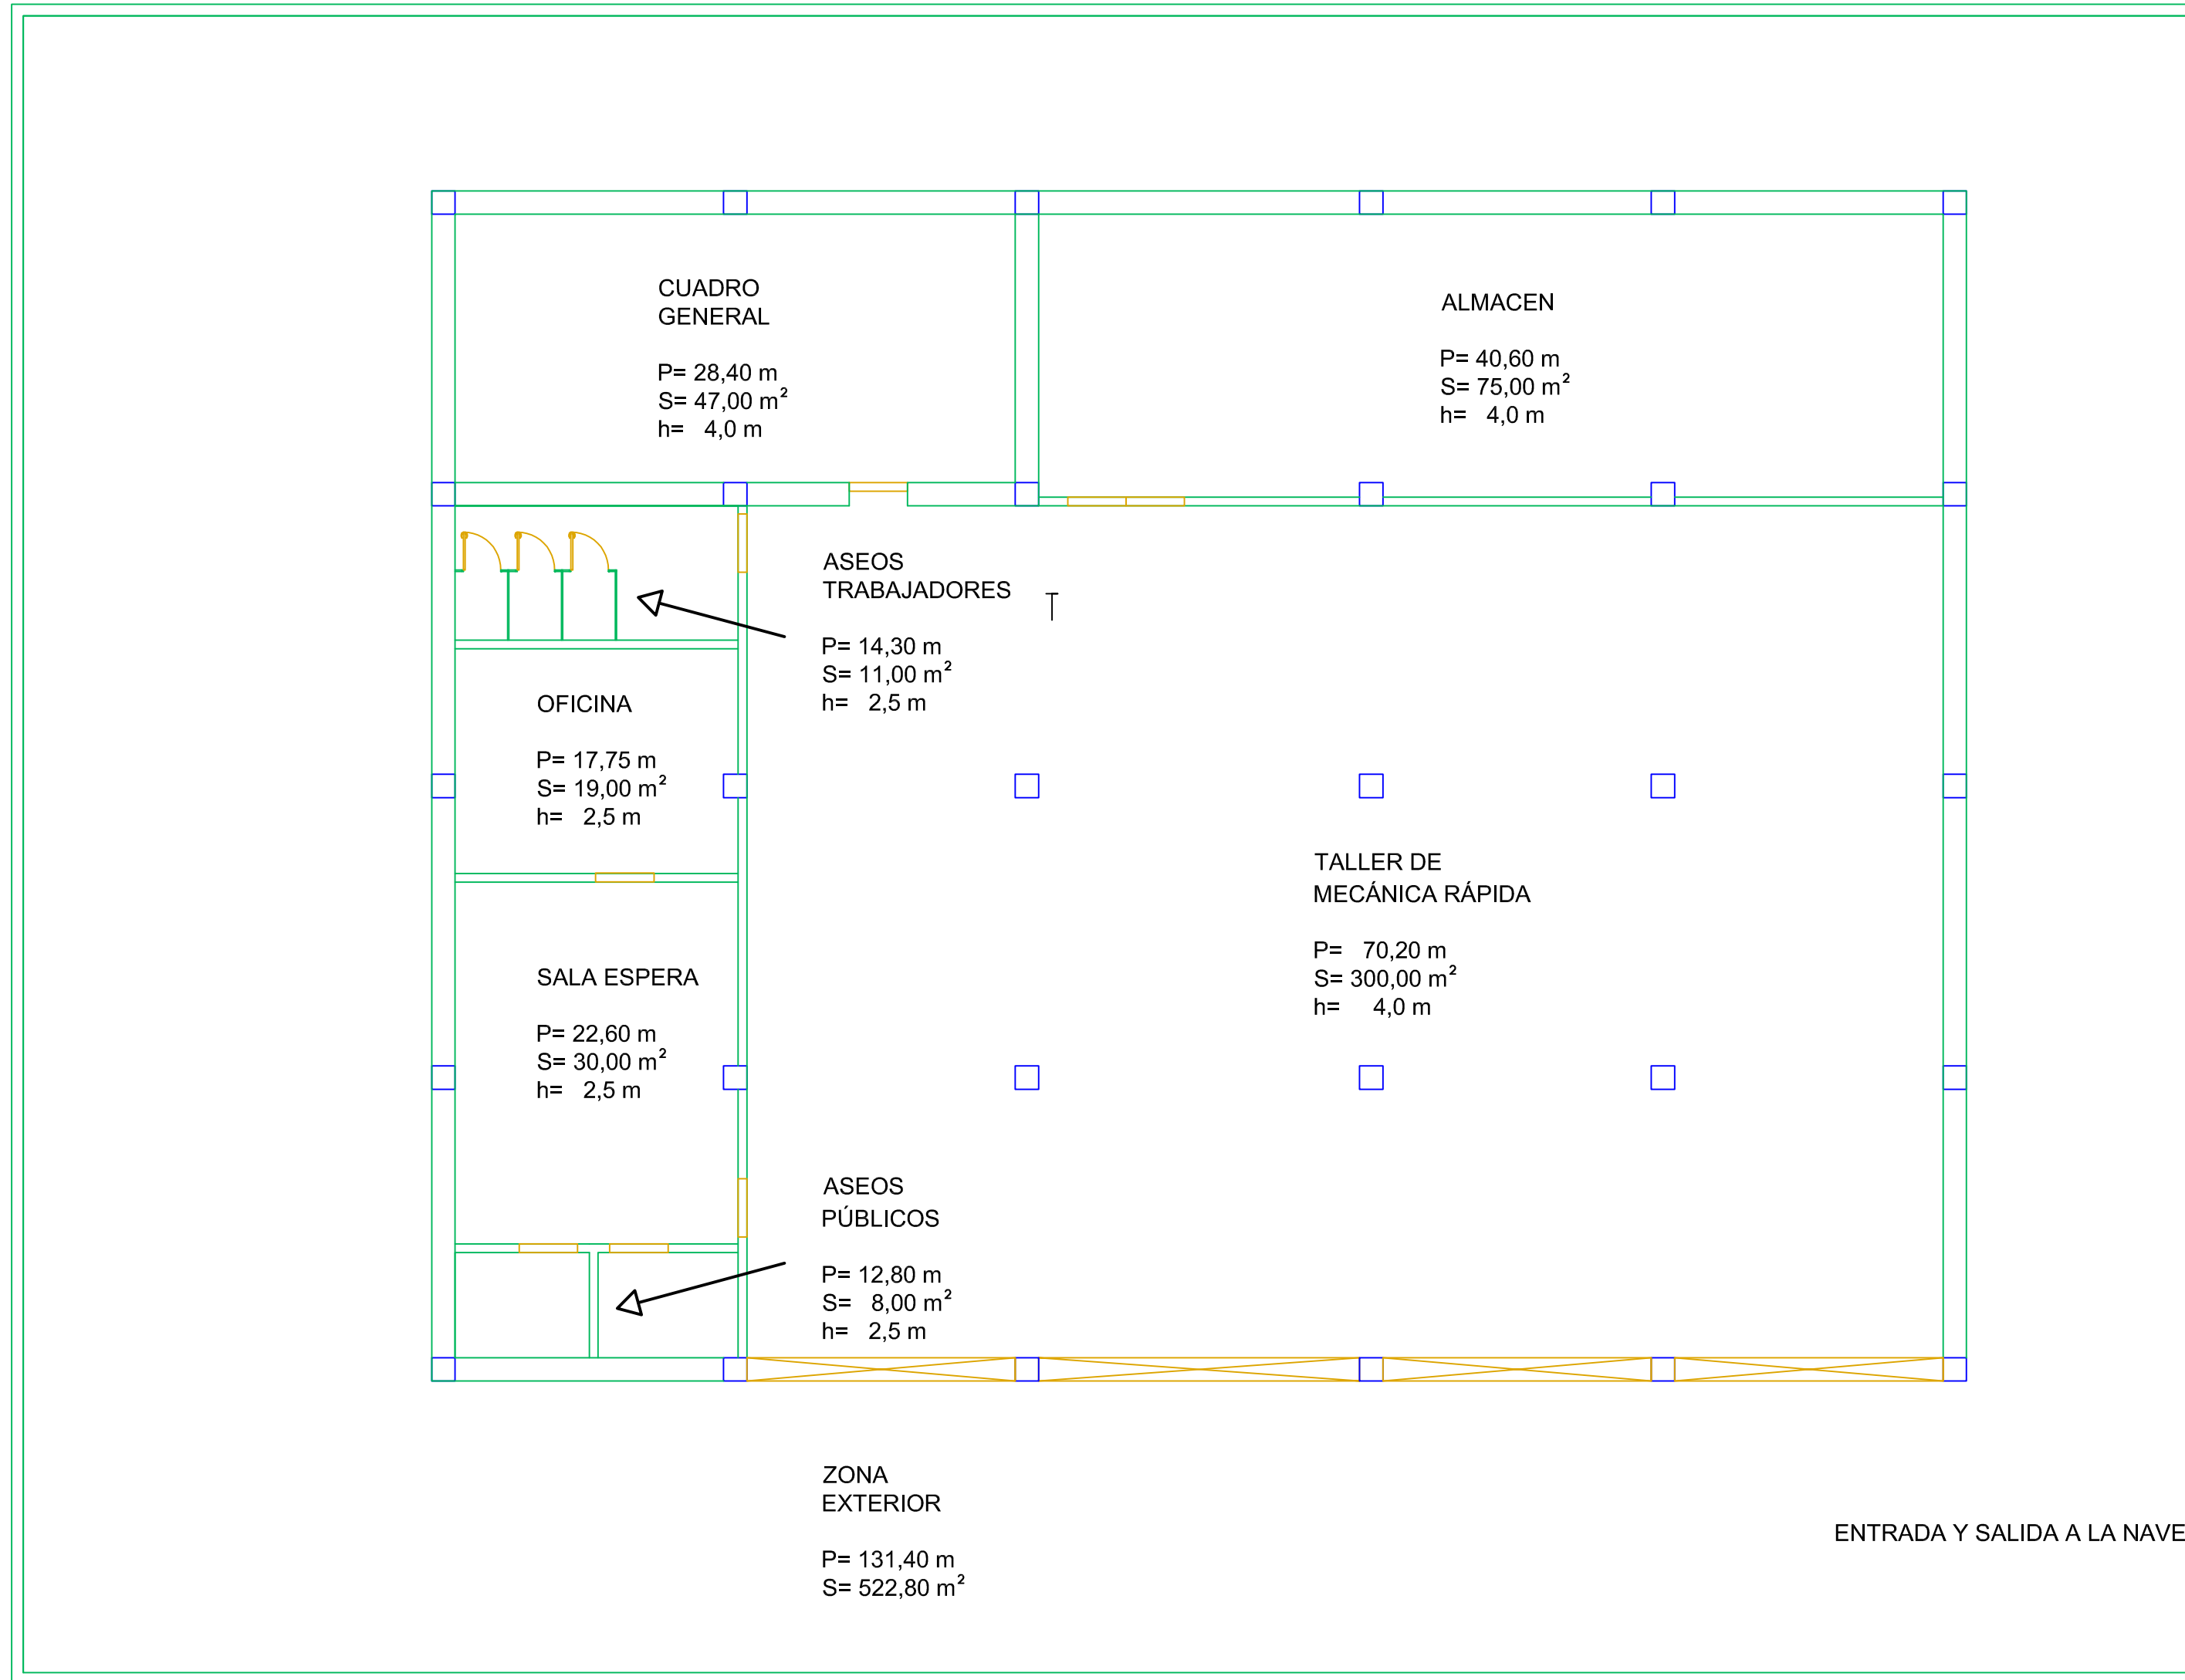 CUADRO
GENERAL
P= 28,40 m
S= 47,00 m²
h= 4,0 m
ALMACEN
P= 40,60 m
S= 75,00 m²
h= 4,0 m
ASEOS
TRABAJADORES
P= 14,30 m
S= 11,00 m²
h= 2,5 m
T
OFICINA
P= 17,75 m
S= 19,00 m²
h= 2,5 m
TALLER DE
MECÁNICA RÁPIDA
P= 70,20 m
S= 300,00 m²
h= 4,0 m
SALA ESPERA
P= 22,60 m
S= 30,00 m²
h= 2,5 m
ASEOS
PÚBLICOS
P= 12,80 m
S= 8,00 m²
h= 2,5 m
ZONA
EXTERIOR
P= 131,40 m
S= 522,80 m²
ENTRADA Y SALIDA A LA NAVE